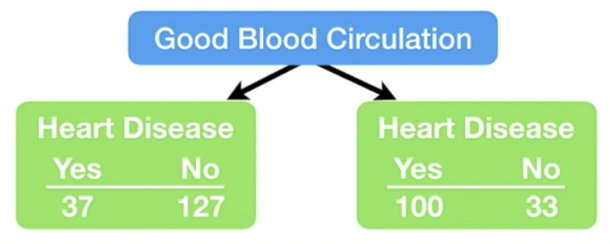 Good Blood Circulation
Heart Disease
Yes No
37 127
Heart Disease
Yes No
100 33